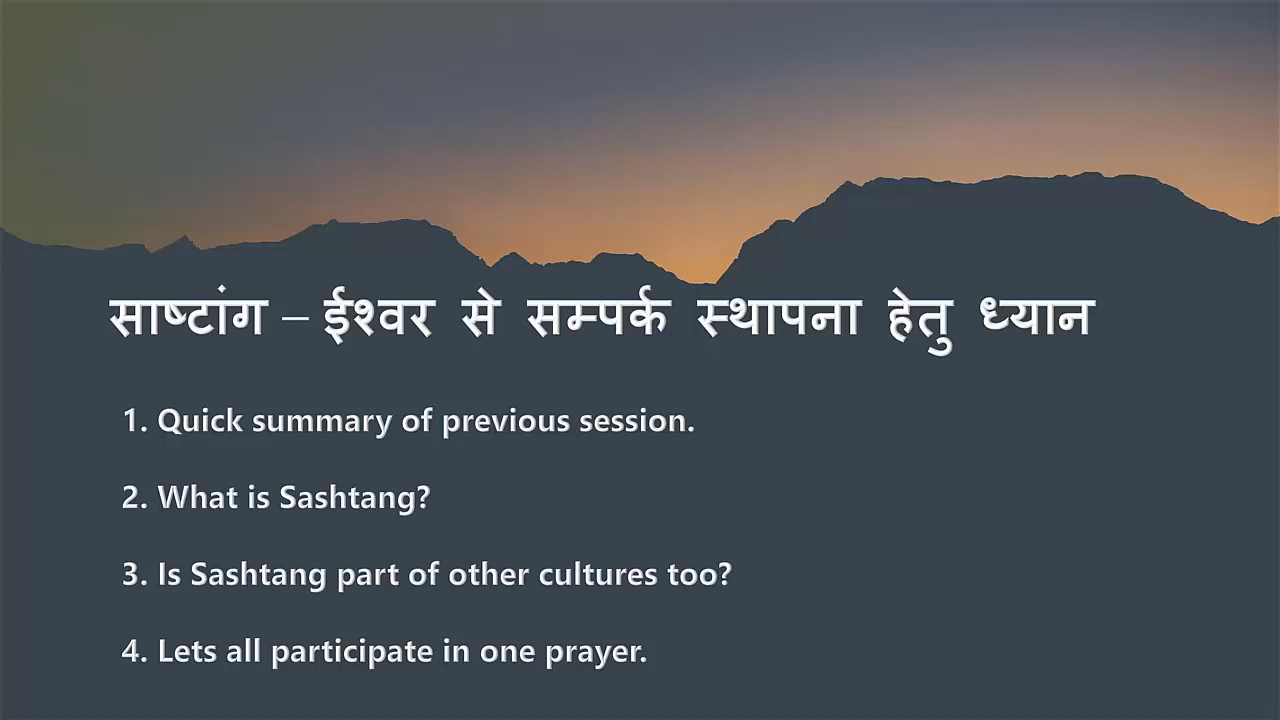 साष्टांग – ईश्वर से सम्पर्क स्थापना हेतु ध्यान
1. Quick summary of previous session.
2. What is Sashtang?
3. Is Sashtang part of other cultures too?
4. Lets all participate in one prayer.